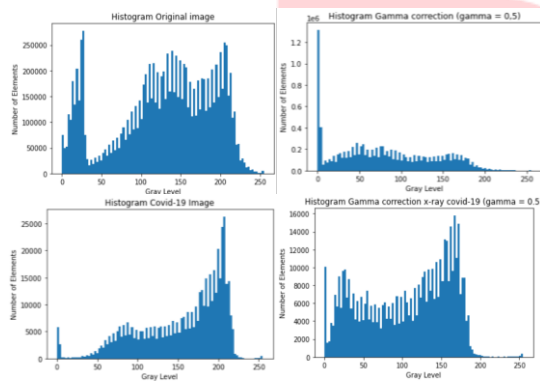 Histogram Original image
Number of Elements
250000
200000
150000
100000
50000
0
0 50 100 150 200 250
Gray Level
Histogram Gamma correction (gamma = 0,5)
1e6
Number of Elements
1.2
1.0
0.8
0.6
0.4
0.2
0.0
0 50 100 150 200 250
Gray Level
Histogram Covid-19 Image
Number of Elements
25000
20000
15000
10000
5000
0
0 50 100 150 200 250
Gray Level
Histogram Gamma correction x-ray covid-19 (gamma = 0.5
Number of Elements
16000
14000
12000
10000
8000
6000
4000
2000
0
0 50 100 150 200 250
Gray Level